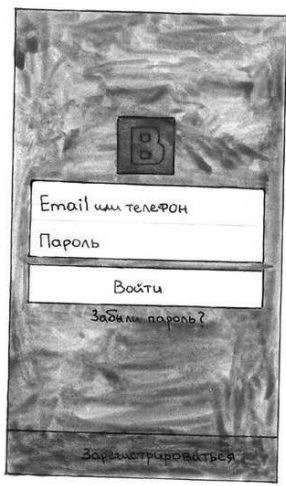 В
Email или телефон
Пароль
Войти
Забыли пароль?
Зарегистрироваться